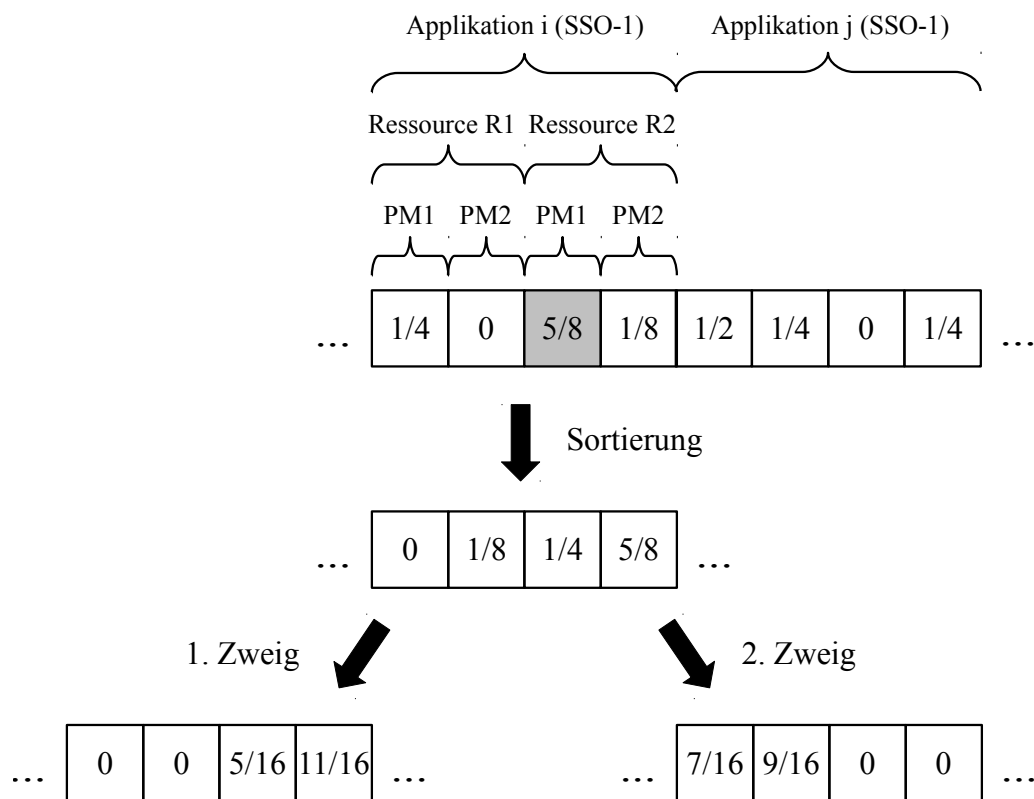 Applikation i (SSO-1) Applikation j (SSO-1)
Ressource R1 Ressource R2
PM1 PM2 PM1 PM2
... 1/4 0 5/8 1/8 1/2 1/4 0 1/4 ...
Sortierung
... 0 1/8 1/4 5/8 ...
1. Zweig 2. Zweig
... 0 0 5/16 11/16 ... ... 7/16 9/16 0 0 ...